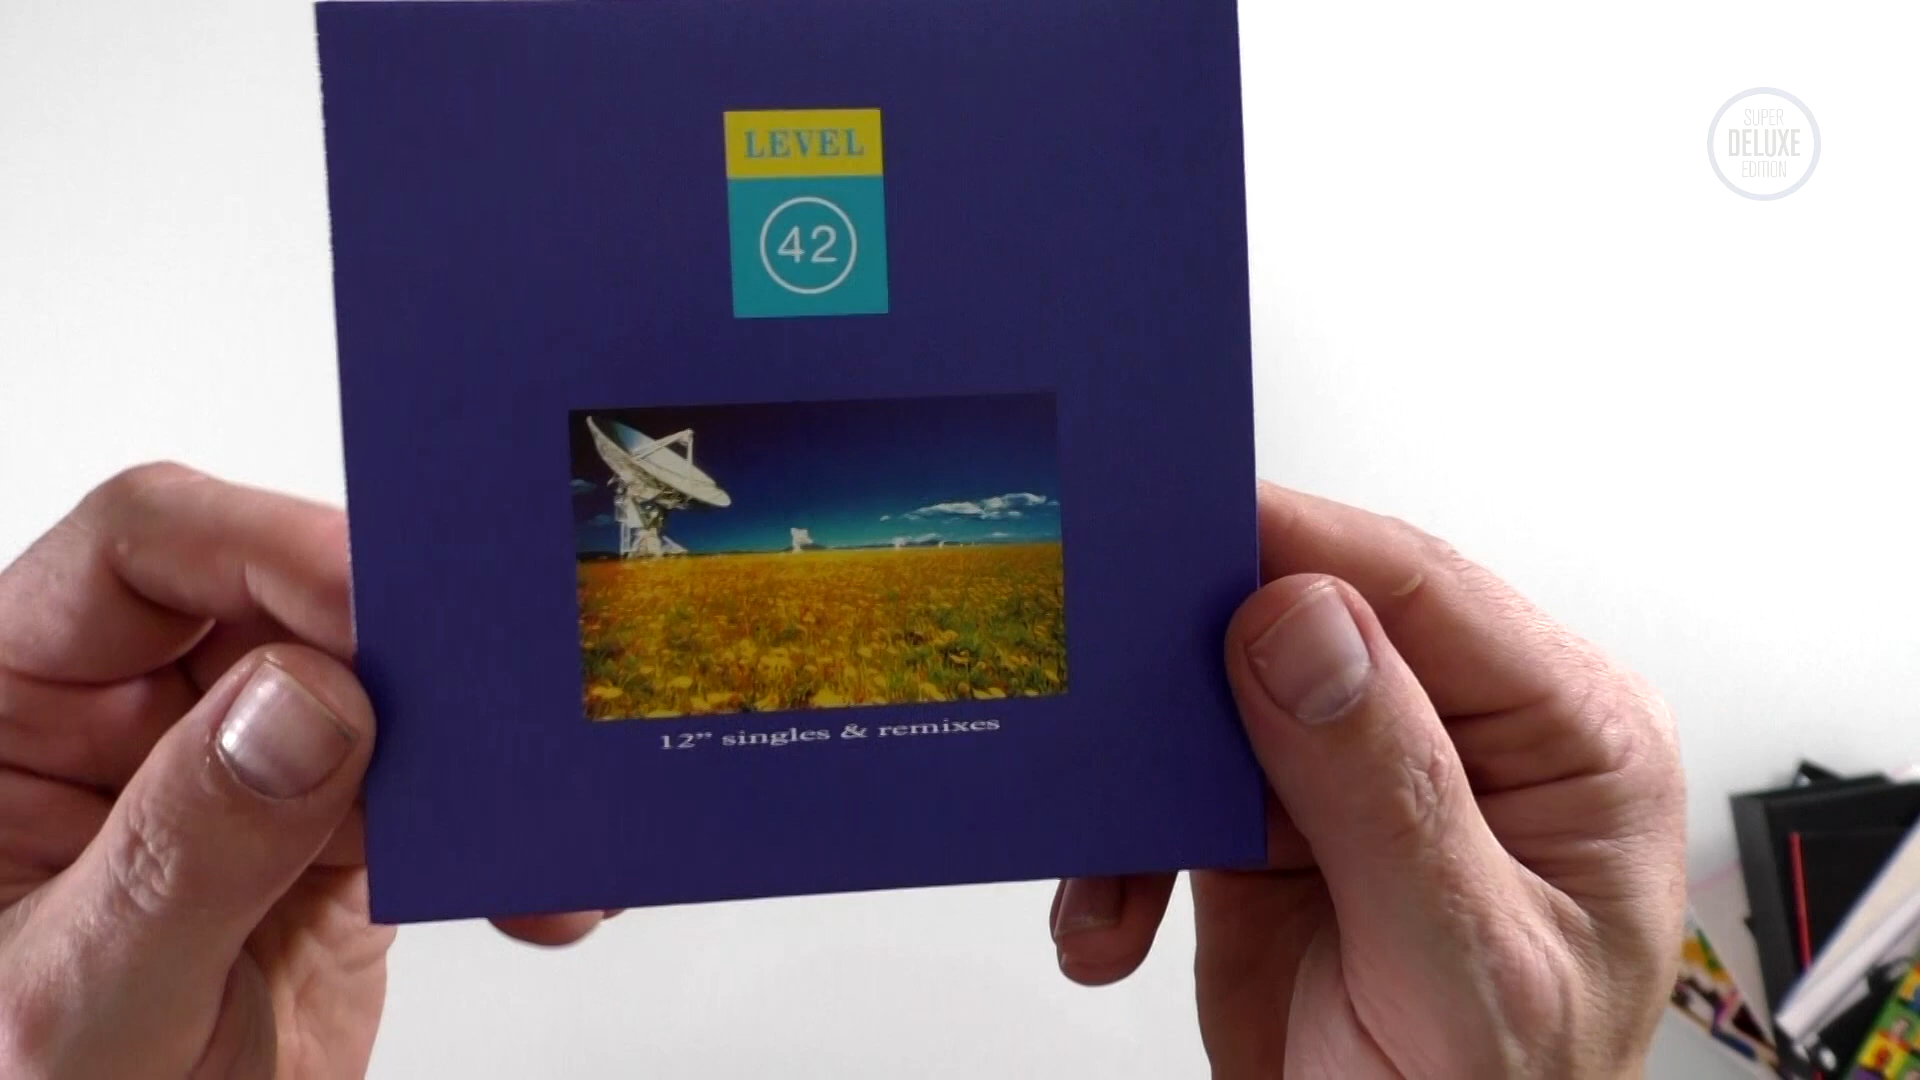 LEVEL
42
12” singles & remixes
SUPER
DELUXE
EDITION